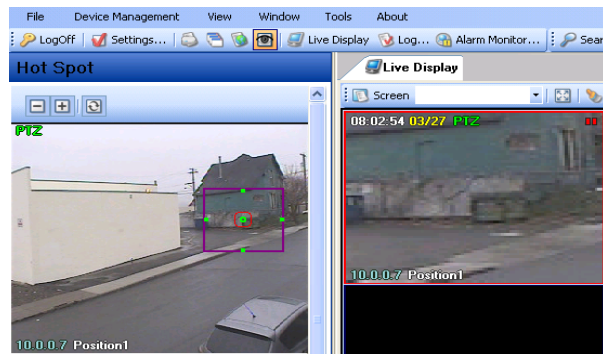 File Device Management View Window Tools About
LogOff Settings... Live Display Log... Alarm Monitor... Sear
Hot Spot
Live Display
Screen
PTZ
08:02:54 03/27 PTZ
10.0.0.7 Position1
10.0.0.7 Position1